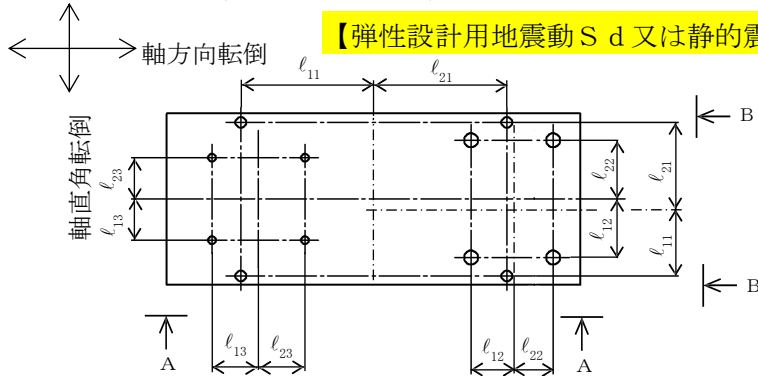 【弾性設計用地震動Ｓｄ又は静的震
軸方向転倒
ℓ11 ℓ21
B
軸直角転倒
ℓ23
ℓ13
ℓ22
ℓ12
ℓ21
ℓ11
B
ℓ13 ℓ23
ℓ12 ℓ22
A A